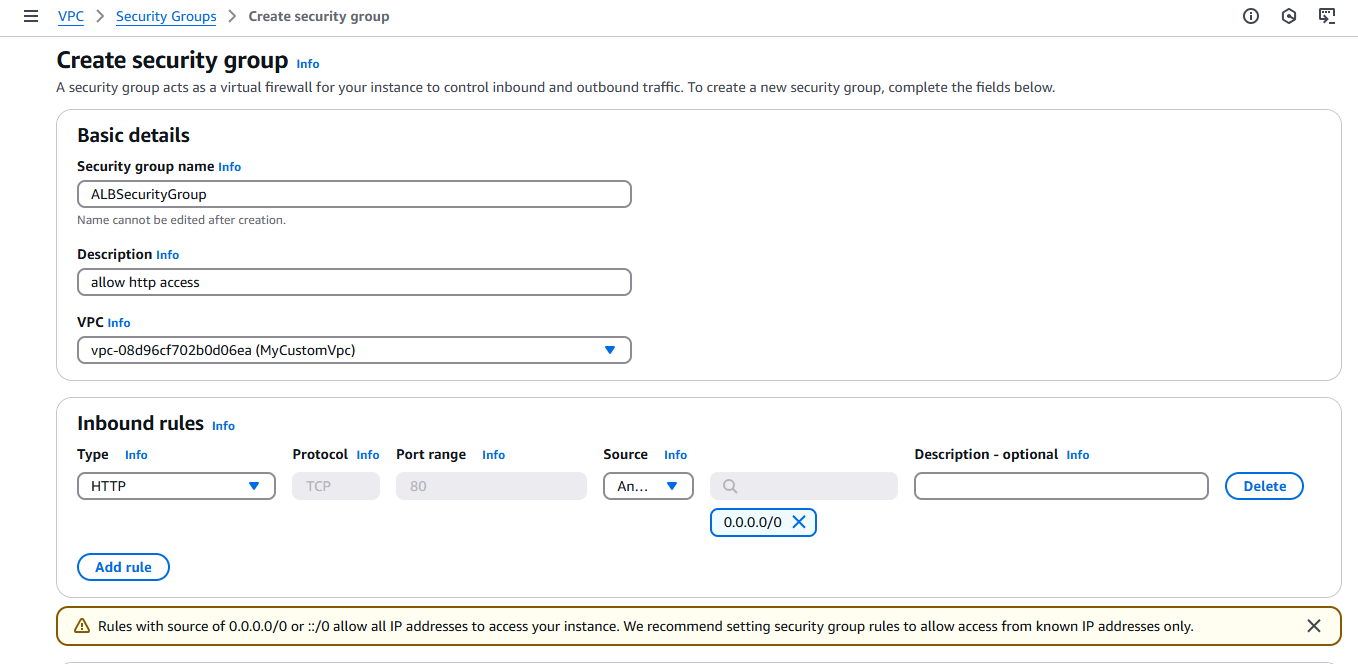 VPC > Security Groups > Create security group
Create security group Info
A security group acts as a virtual firewall for your instance to control inbound and outbound traffic. To create a new security group, complete the fields below.
Basic details
Security group name Info
ALBSecurityGroup
Name cannot be edited after creation.
Description Info
allow http access
VPC Info
vpc-08d96cf702b0d06ea (MyCustomVpc)
Inbound rules Info
Type Info Protocol Info Port range Info Source Info Description - optional Info
HTTP TCP 80 An... Delete
0.0.0.0/0
Add rule
Rules with source of 0.0.0.0/0 or ::/0 allow all IP addresses to access your instance. We recommend setting security group rules to allow access from known IP addresses only.